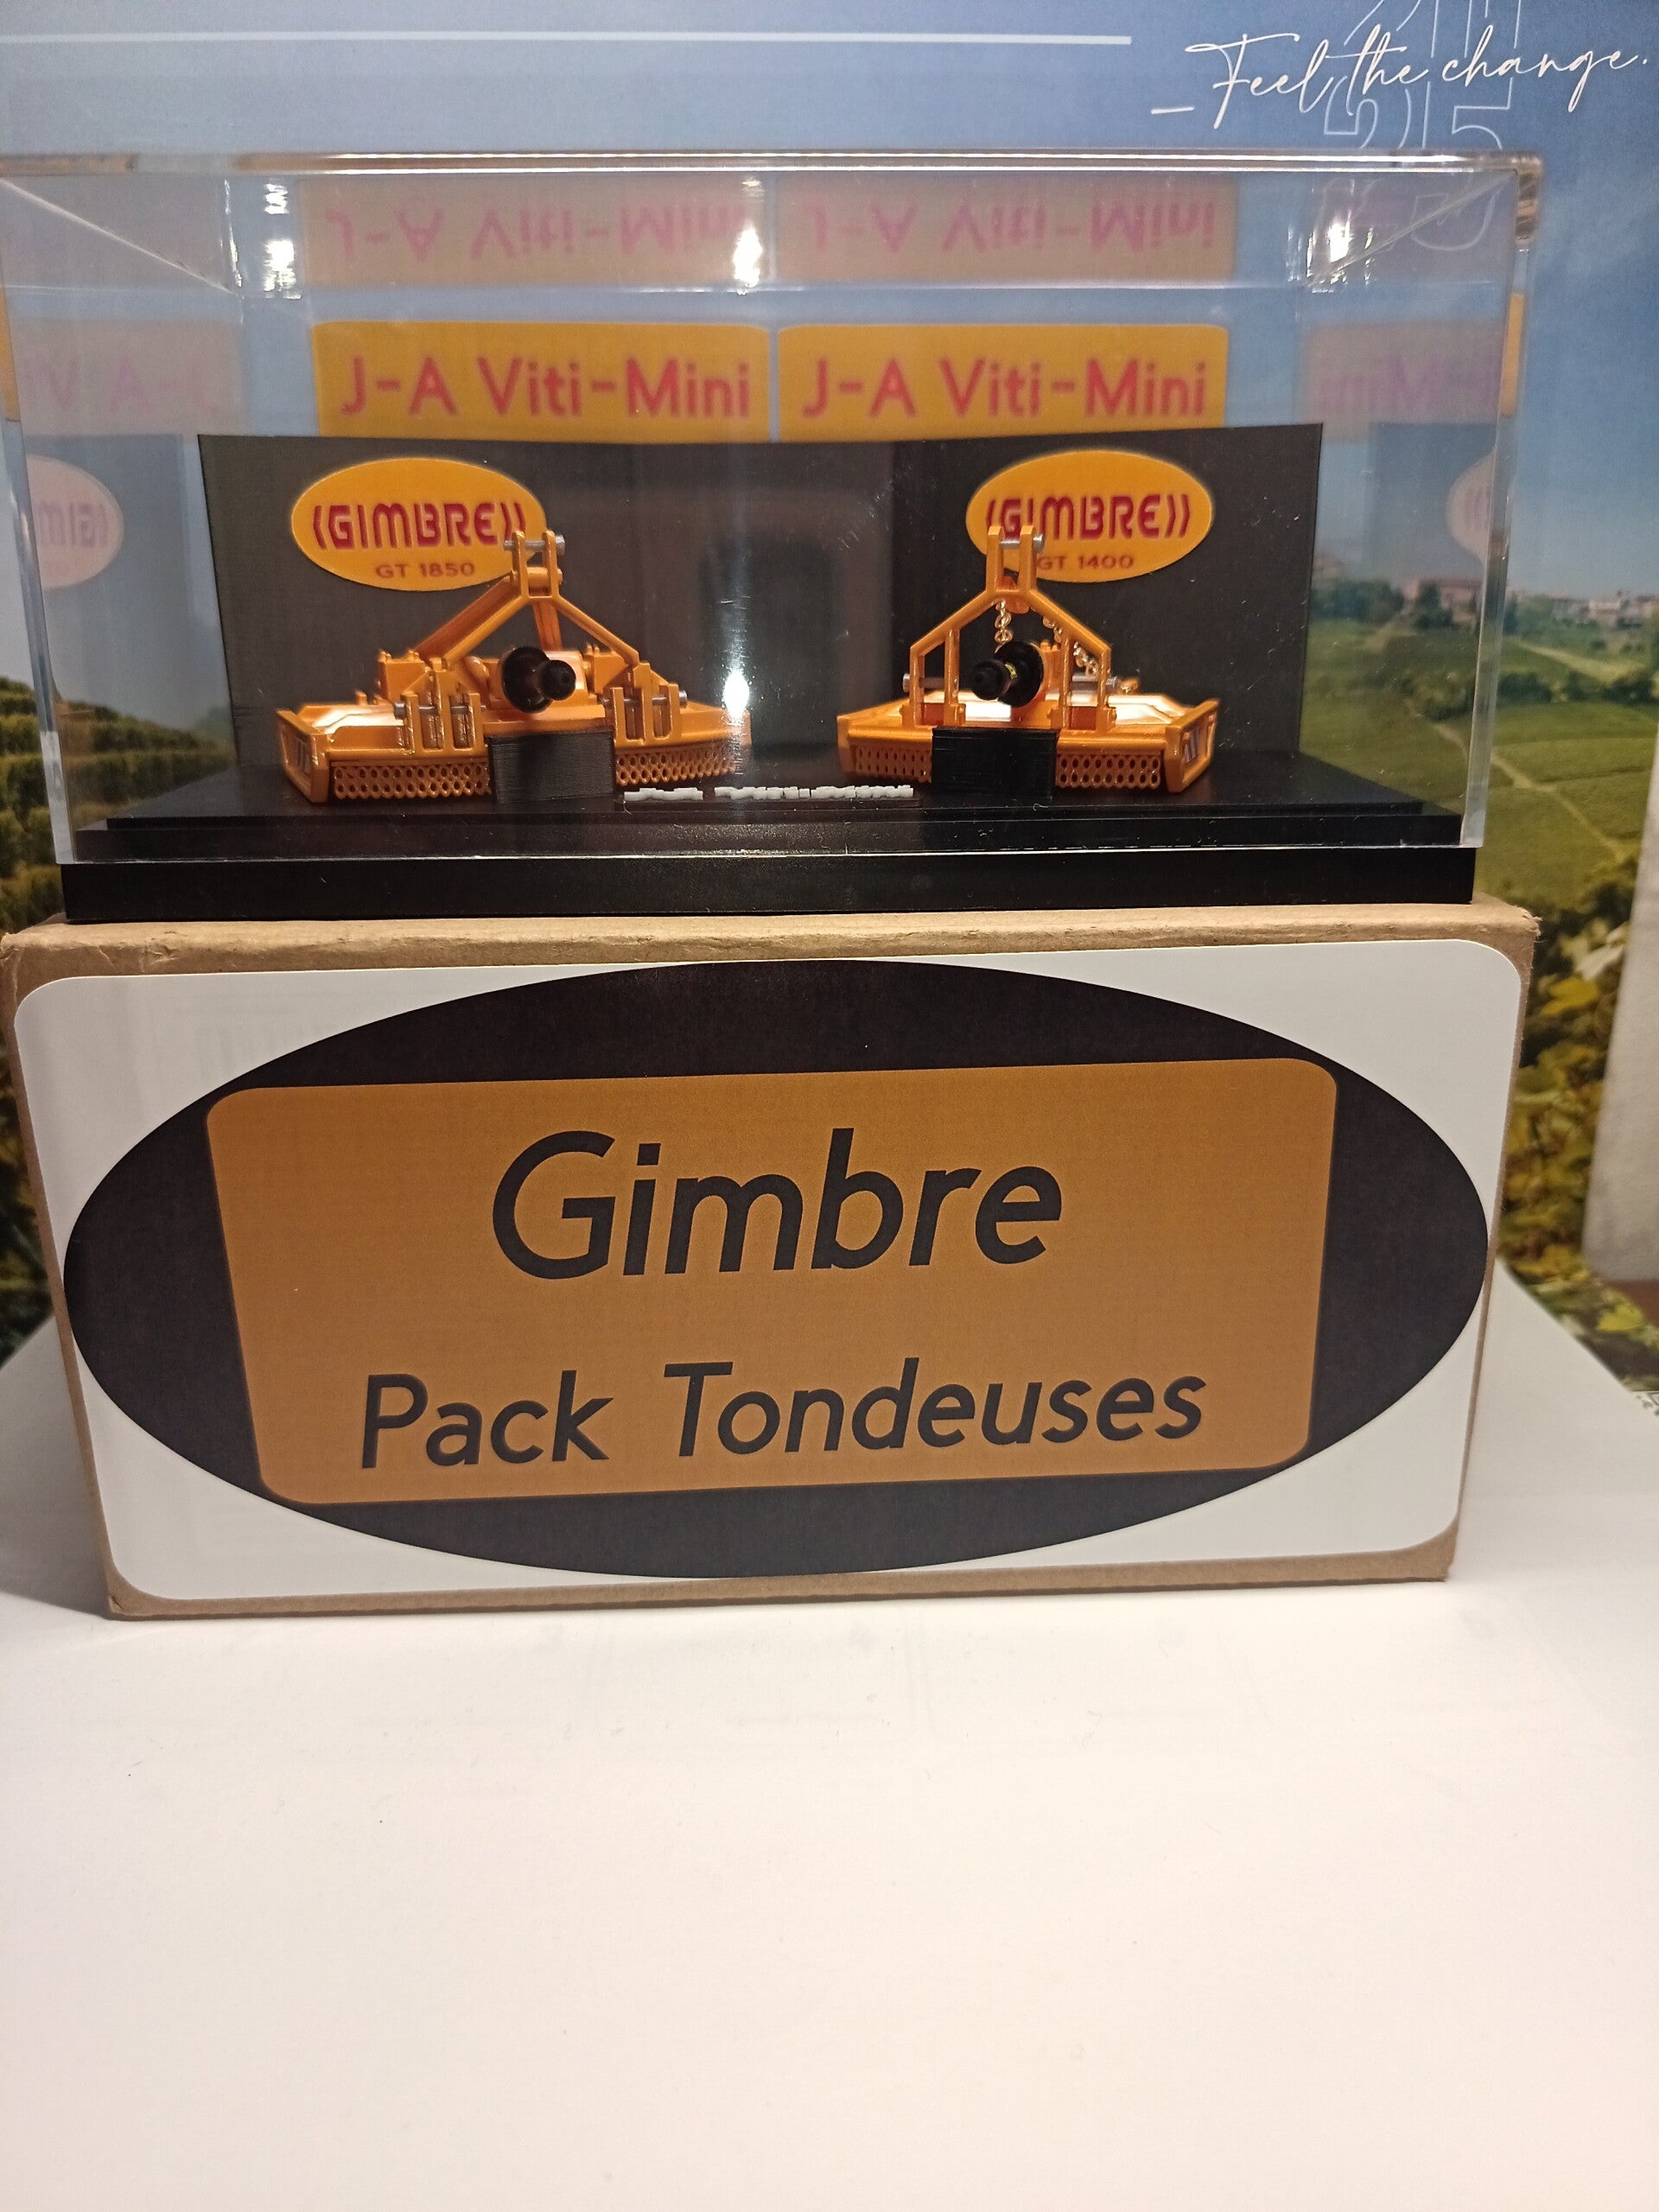 Feel the change.
J-A Viti-Mini J-A Viti-Mini
GIMBRE
GT 1850
GIMBRE
GT 1400
Gimbre
Pack Tondeuses